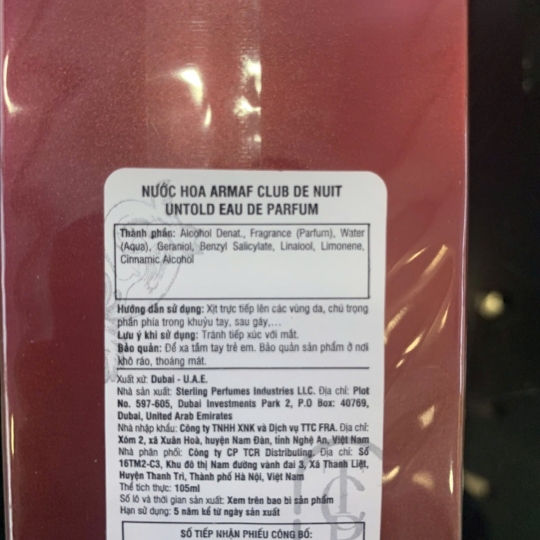 NƯỚC HOA ARMAF CLUB DE NUIT
UNTOLD EAU DE PARFUM
Thành phần: Alcohol Denat., Fragrance (Parfum), Water
(Aqua), Geraniol, Benzyl Salicylate, Linalool, Limonene,
Cinnamic Alcohol
Hướng dẫn sử dụng: Xịt trực tiếp lên các vùng da, chú trọng
phần phía trong khuỷu tay, sau gáy,...
Lưu ý khi sử dụng: Tránh tiếp xúc với mắt.
Bảo quản: Để xa tầm tay trẻ em. Bảo quản sản phẩm ở nơi
khô ráo, thoáng mát.
Xuất xứ: Dubai - U.A.E.
Nhà sản xuất: Sterling Perfumes Industries LLC. Địa chỉ: Plot
No. 597-605, Dubai Investments Park 2, P.O Box: 40769,
Dubai, United Arab Emirates
Nhà nhập khẩu: Công ty TNHH XNK và Dịch vụ TTC FRA. Địa chỉ:
Xóm 2, xã Xuân Hoà, huyện Nam Đàn, tỉnh Nghệ An, Việt Nam
Nhà phân phối: Công ty CP TCR Distributing. Địa chỉ: Số
16TM2-C3, Khu đô thị Nam đường vành đai 3, Xã Thanh Liệt,
Huyện Thanh Trì, Thành phố Hà Nội, Việt Nam
Thể tích thực: 105ml
Số lô và thời gian sản xuất: Xem trên bao bì sản phẩm
Hạn sử dụng: 5 năm kể từ ngày sản xuất
SỐ TIẾP NHẬN PHIẾU CÔNG BỐ: